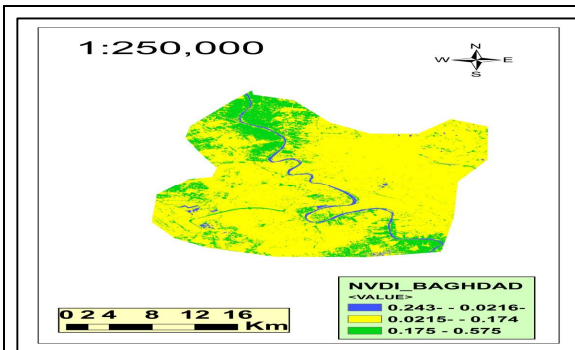 1:250,000
N
W E
S
NVDI_BAGHDAD
<VALUE>
0.243- - 0.0216-
0.0215- - 0.174
0.175 - 0.575
0 2 4 8 12 16
Km